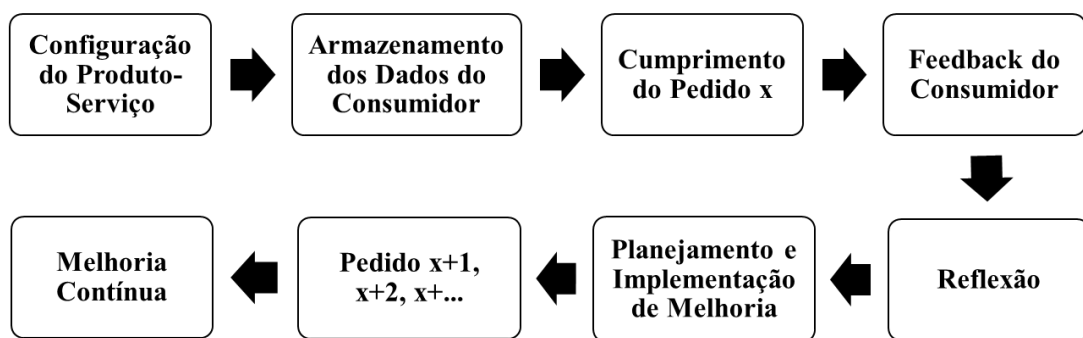 Configuração
do Produto-
Serviço
Armazenamento
dos Dados do
Consumidor
Cumprimento
do Pedido x
Feedback do
Consumidor
Reflexão
Planejamento e
Implementação
de Melhoria
Pedido x+1,
x+2, x+...
Melhoria
Contínua